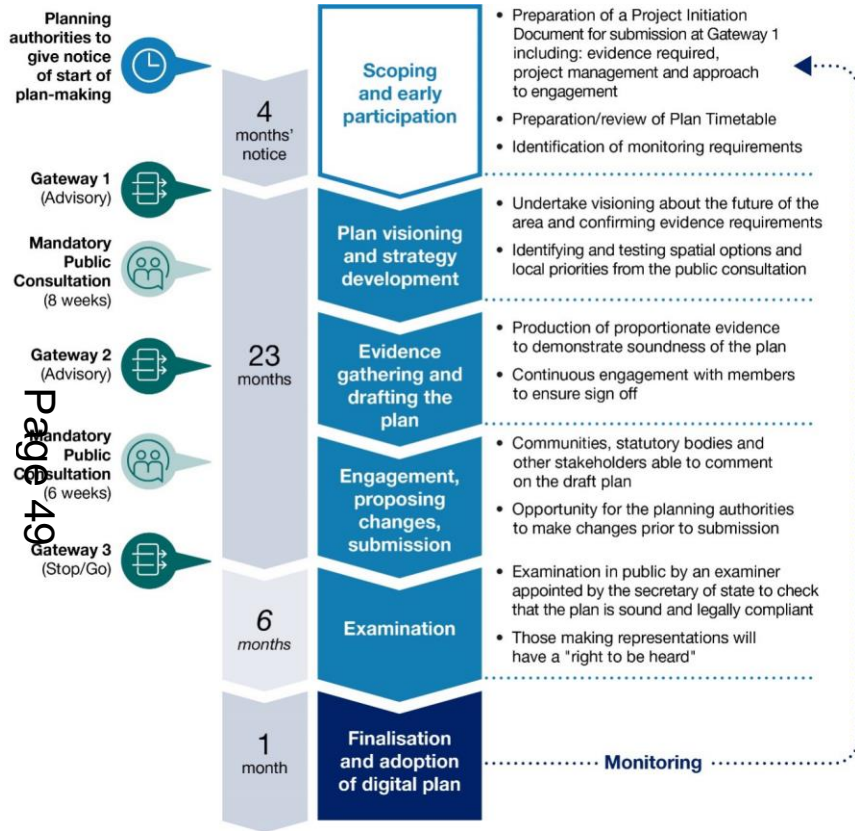 Planning
authorities to
give notice
of start of
plan-making
Gateway 1
(Advisory)
Mandatory
Public
Consultation
(8 weeks)
Gateway 2
(Advisory)
Mandatory
Public
Consultation
(6 weeks)
Gateway 3
(Stop/Go)
Page 49
4
months'
notice
23
months
6
months
1
month
Scoping
and early
participation
Plan visioning
and strategy
development
Evidence
gathering and
drafting the
plan
Engagement,
proposing
changes,
submission
Examination
Finalisation
and adoption
of digital plan
• Preparation of a Project Initiation
Document for submission at Gateway 1
including: evidence required,
project management and approach
to engagement
• Preparation/review of Plan Timetable
• Identification of monitoring requirements
• Undertake visioning about the future of the
area and confirming evidence requirements
• Identifying and testing spatial options and
local priorities from the public consultation
• Production of proportionate evidence
to demonstrate soundness of the plan
• Continuous engagement with members
to ensure sign off
• Communities, statutory bodies and
other stakeholders able to comment
on the draft plan
• Opportunity for the planning authorities
to make changes prior to submission
• Examination in public by an examiner
appointed by the secretary of state to check
that the plan is sound and legally compliant
• Those making representations will
have a "right to be heard"
Monitoring